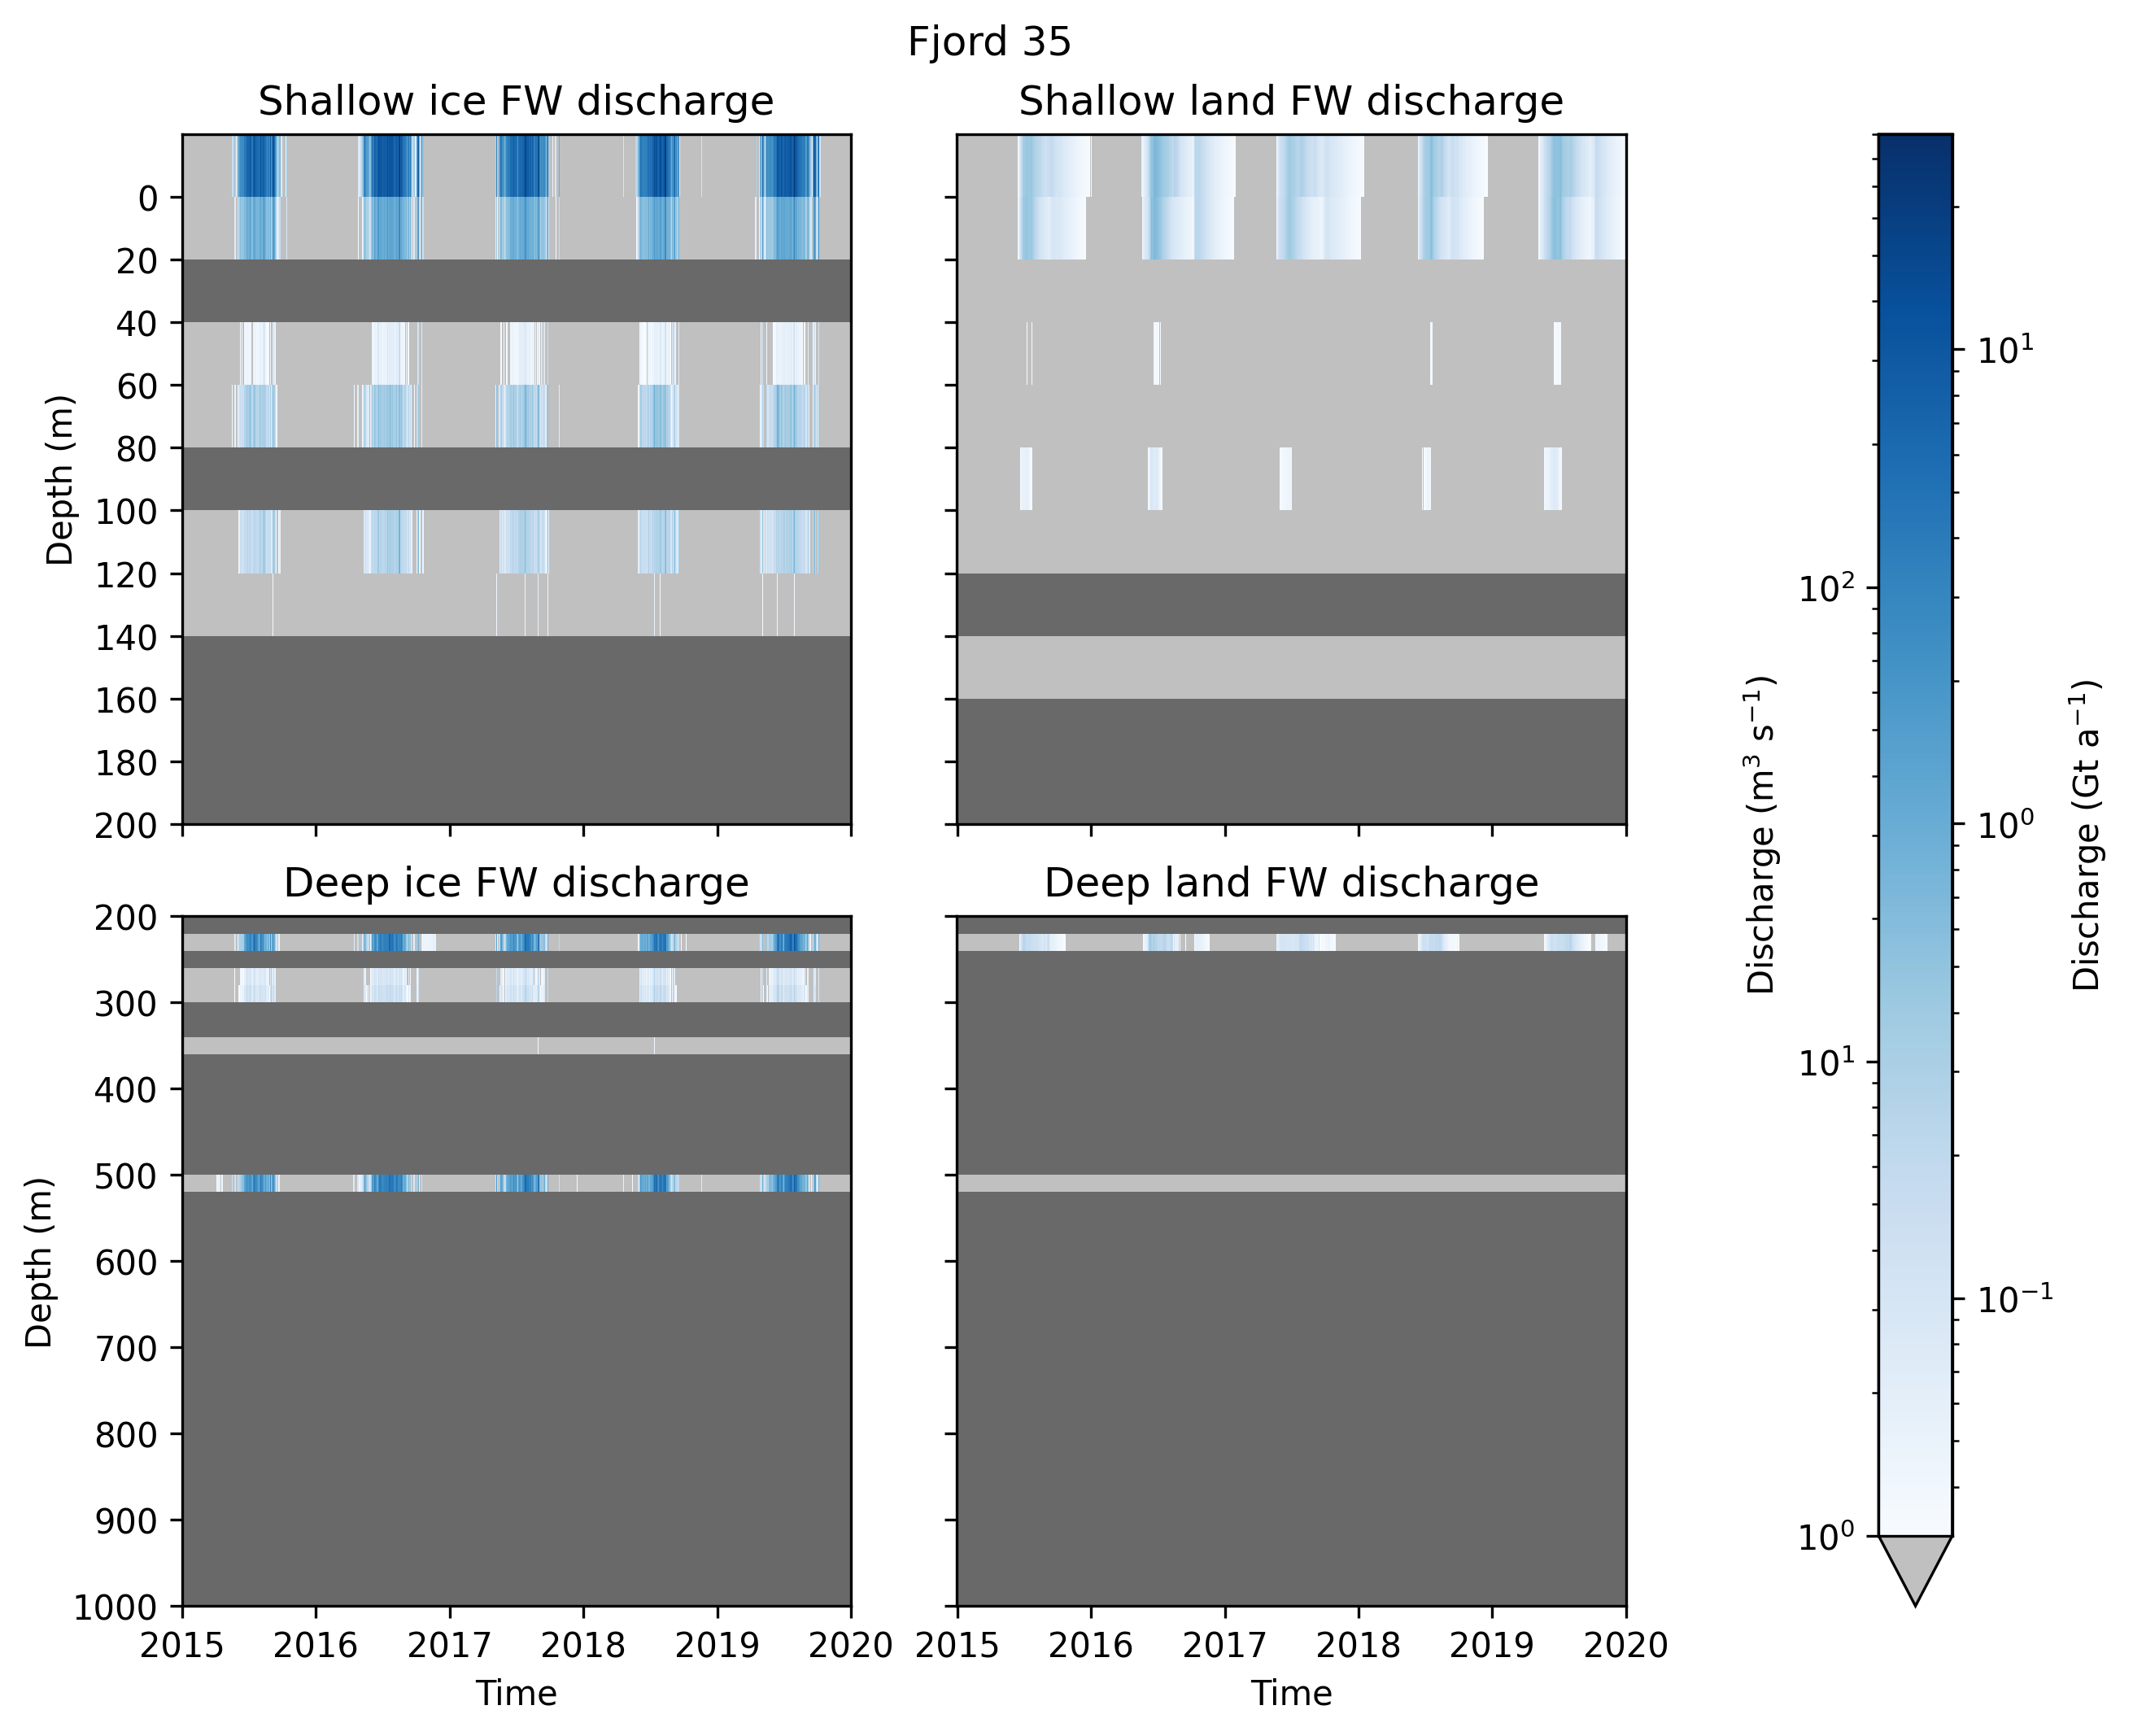 Fjord 35
Shallow ice FW discharge
Shallow land FW discharge
0
20
40
60
80
100
120
140
160
180
200
Depth (m)
Deep ice FW discharge
Deep land FW discharge
200
300
400
500
600
700
800
900
1000
Depth (m)
2015 2016 2017 2018 2019 2020
2015 2016 2017 2018 2019 2020
Time
Time
10²
10¹
10⁰
Discharge (m³ s⁻¹)
10¹
10⁰
10⁻¹
Discharge (Gt a⁻¹)